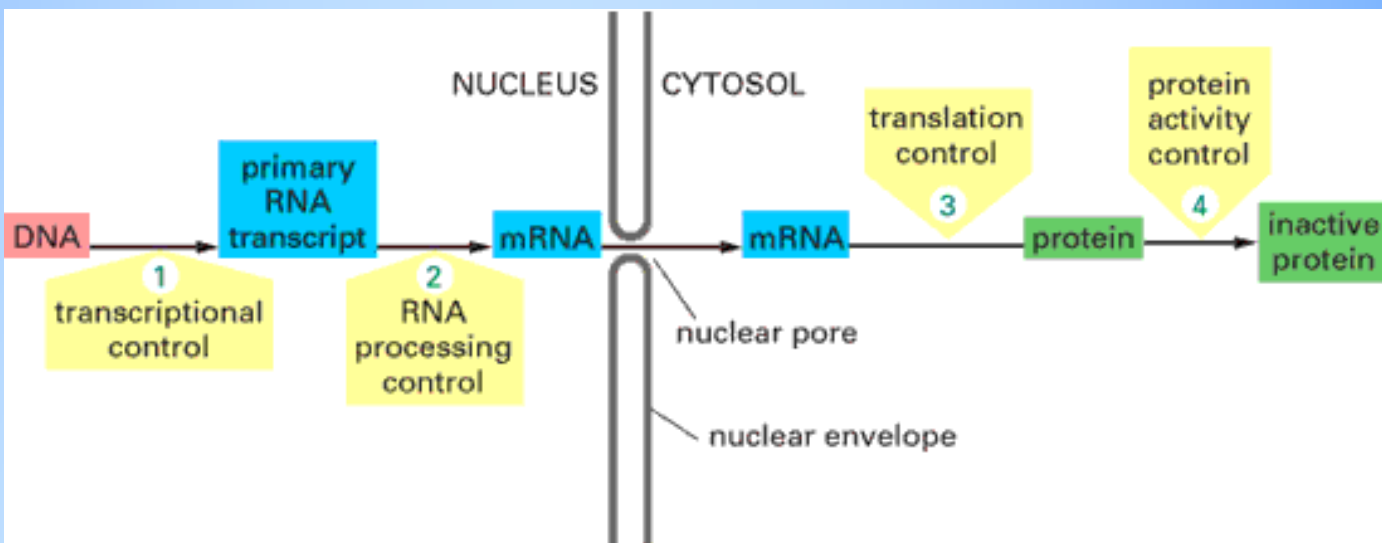 NUCLEUS
CYTOSOL
DNA
1
transcriptional
control
primary
RNA
transcript
2
RNA
processing
control
mRNA
nuclear pore
nuclear envelope
mRNA
translation
control
3
protein
protein
activity
control
4
inactive
protein